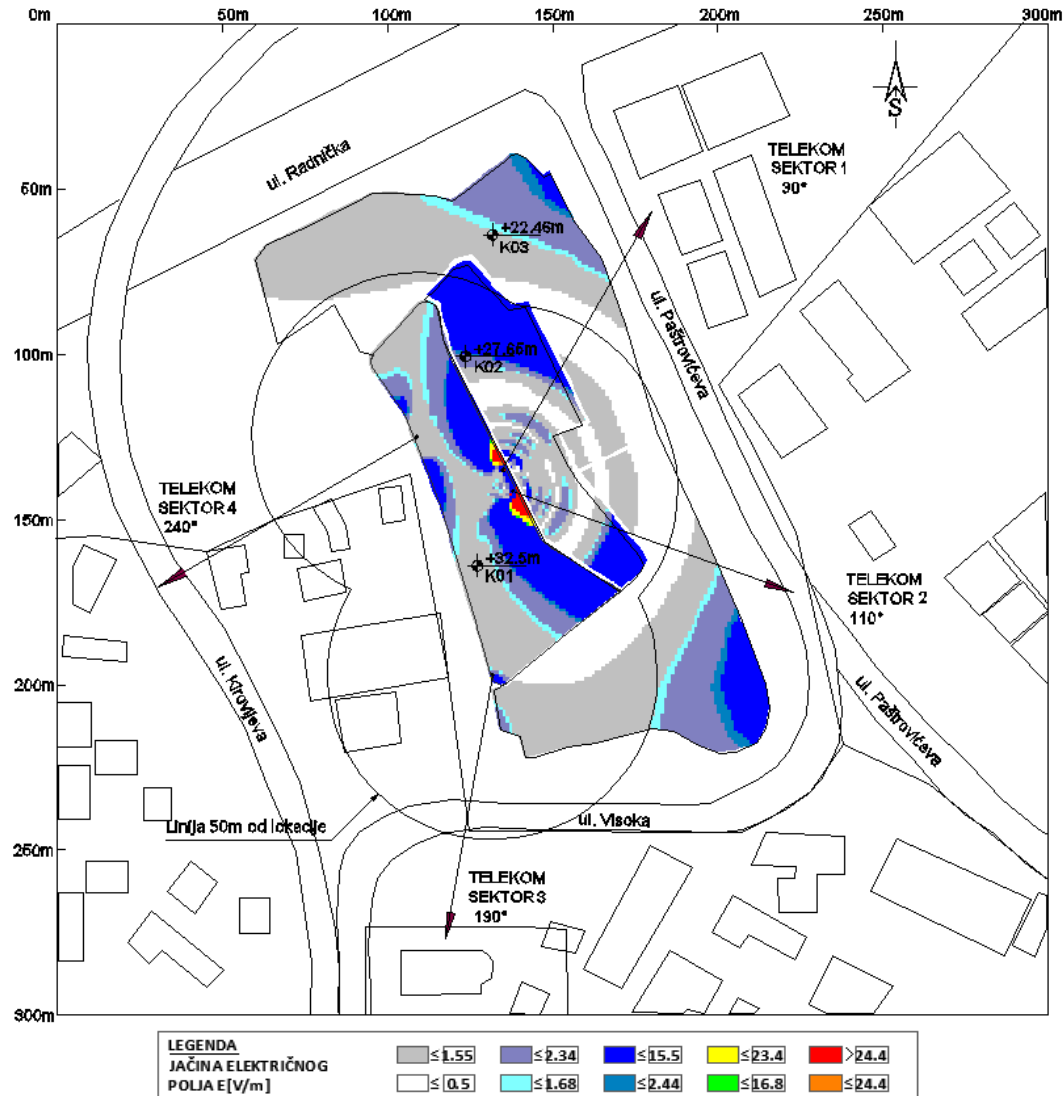 0m 50m 100m 150m 200m 250m 300m
50m
100m
150m
200m
250m
300m
S
ul. Radnička
TELEKOM
SEKTOR 1
30°
+22.46m
K03
ul. Paštrovićeva
+27.65m
K02
TELEKOM
SEKTOR 4
240°
+32.5m
K01
TELEKOM
SEKTOR 2
110°
ul. Kirovljeva
ul. Paštrovićeva
Linija 50m od lokacije
ul. Visoka
TELEKOM
SEKTOR 3
190°
LEGENDA
JAČINA ELEKTRIČNOG
POLJA E[V/m]
≤1.55 ≤2.34 ≤15.5 ≤23.4 >24.4
≤ 0.5 ≤1.68 ≤2.44 ≤16.8 ≤24.4